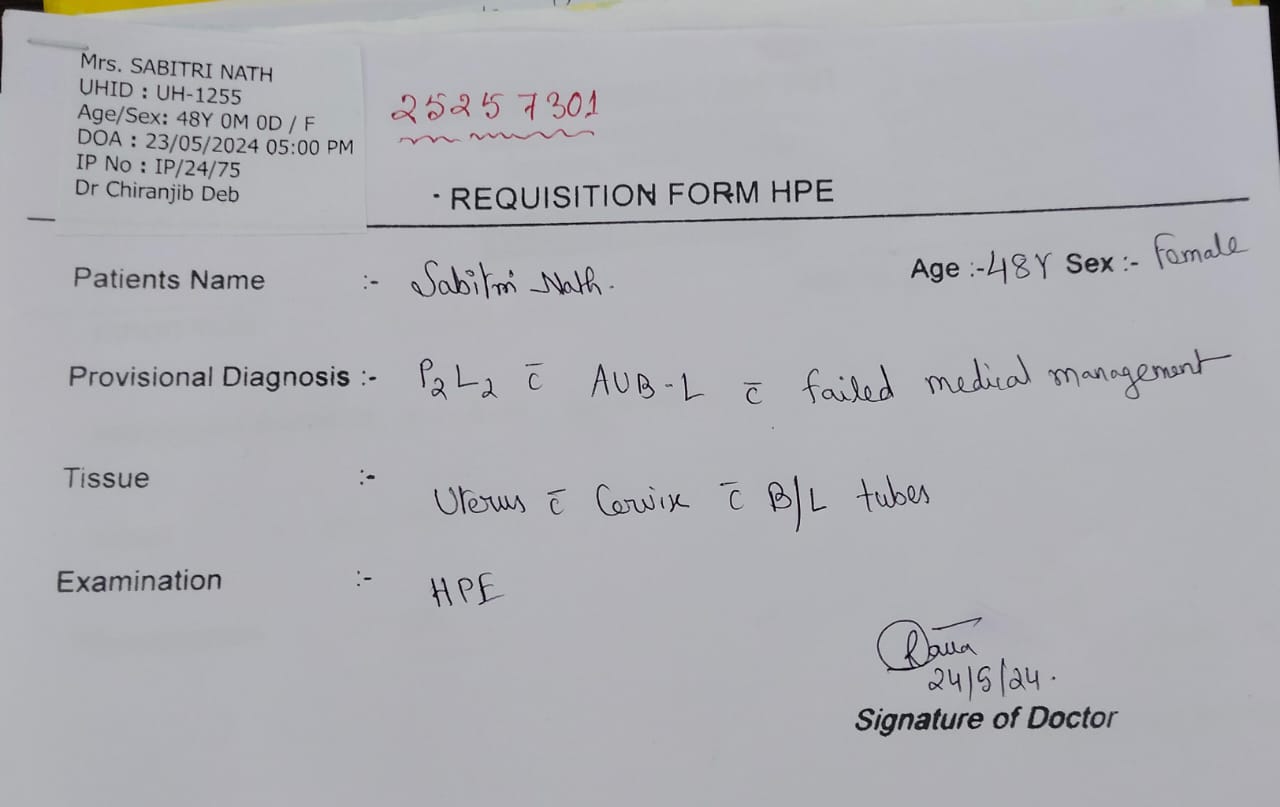 Mrs. SABITRI NATH
UHID : UH-1255
Age/Sex: 48Y 0M 0D / F
DOA : 23/05/2024 05:00 PM
IP No : IP/24/75
Dr Chiranjib Deb
25257301
REQUISITION FORM HPE
Patients Name :- Sabitri Nath. Age :- 48Y Sex :- Female
Provisional Diagnosis :- P2L2 c̄ AUB-L c̄ failed medical management
Tissue :- Uterus c̄ Cervix c̄ B/L tubes
Examination :- HPE
24/5/24.
Signature of Doctor